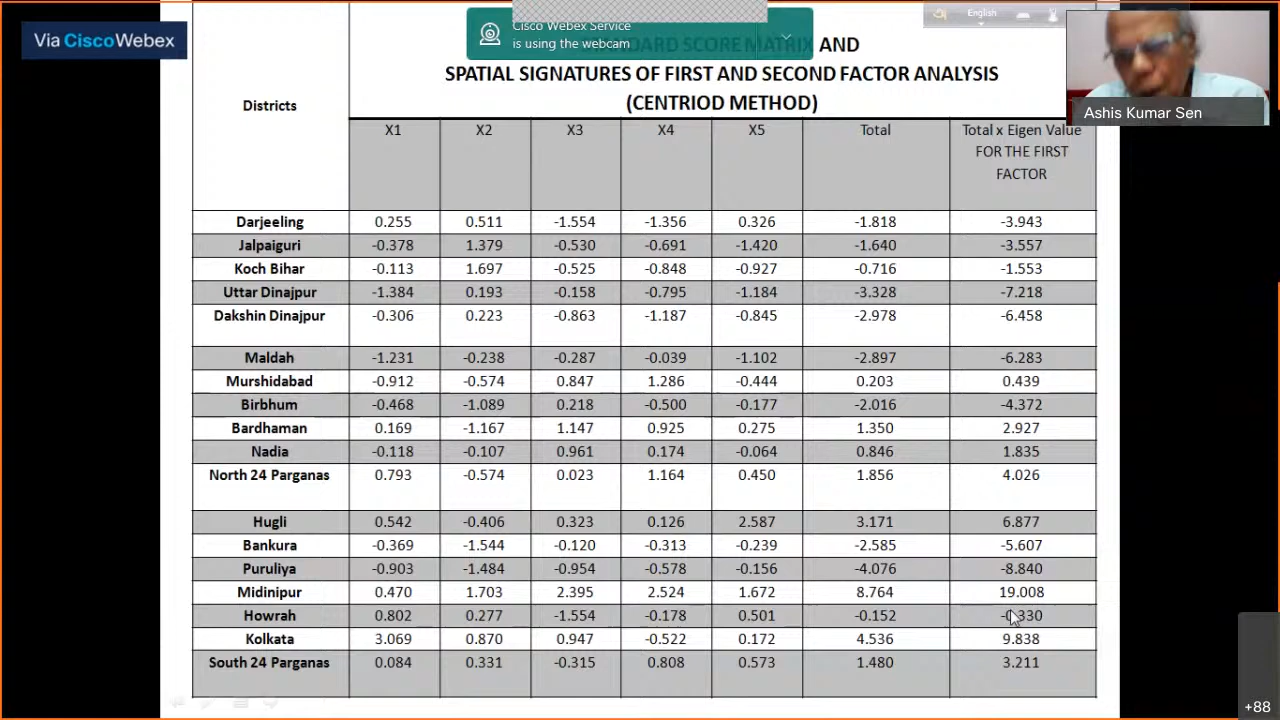 Via Cisco Webex
Cisco Webex Service
is using the webcam
English
Ashis Kumar Sen
AND
SPATIAL SIGNATURES OF FIRST AND SECOND FACTOR ANALYSIS
(CENTRIOD METHOD)
Districts
X1 X2 X3 X4 X5 Total Total x Eigen Value
FOR THE FIRST
FACTOR
Darjeeling 0.255 0.511 -1.554 -1.356 0.326 -1.818 -3.943
Jalpaiguri -0.378 1.379 -0.530 -0.691 -1.420 -1.640 -3.557
Koch Bihar -0.113 1.697 -0.525 -0.848 -0.927 -0.716 -1.553
Uttar Dinajpur -1.384 0.193 -0.158 -0.795 -1.184 -3.328 -7.218
Dakshin Dinajpur -0.306 0.223 -0.863 -1.187 -0.845 -2.978 -6.458
Maldah -1.231 -0.238 -0.287 -0.039 -1.102 -2.897 -6.283
Murshidabad -0.912 -0.574 0.847 1.286 -0.444 0.203 0.439
Birbhum -0.468 -1.089 0.218 -0.500 -0.177 -2.016 -4.372
Bardhaman 0.169 -1.167 1.147 0.925 0.275 1.350 2.927
Nadia -0.118 -0.107 0.961 0.174 -0.064 0.846 1.835
North 24 Parganas 0.793 -0.574 0.023 1.164 0.450 1.856 4.026
Hugli 0.542 -0.406 0.323 0.126 2.587 3.171 6.877
Bankura -0.369 -1.544 -0.120 -0.313 -0.239 -2.585 -5.607
Puruliya -0.903 -1.484 -0.954 -0.578 -0.156 -4.076 -8.840
Midinipur 0.470 1.703 2.395 2.524 1.672 8.764 19.008
Howrah 0.802 0.277 -1.554 -0.178 0.501 -0.152
Kolkata 3.069 0.870 0.947 -0.522 0.172 4.536 9.838
South 24 Parganas 0.084 0.331 -0.315 0.808 0.573 1.480 3.211
+88